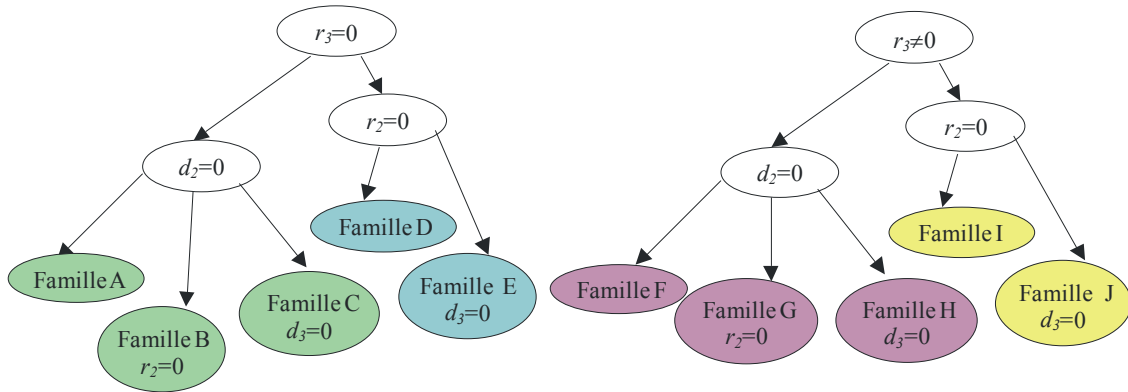 r₃=0
r₂=0
d₂=0
Famille D
Famille A
Famille E
d₃=0
Famille C
d₃=0
Famille B
r₂=0
r₃≠0
r₂=0
d₂=0
Famille I
Famille F
Famille J
d₃=0
Famille G
r₂=0
Famille H
d₃=0